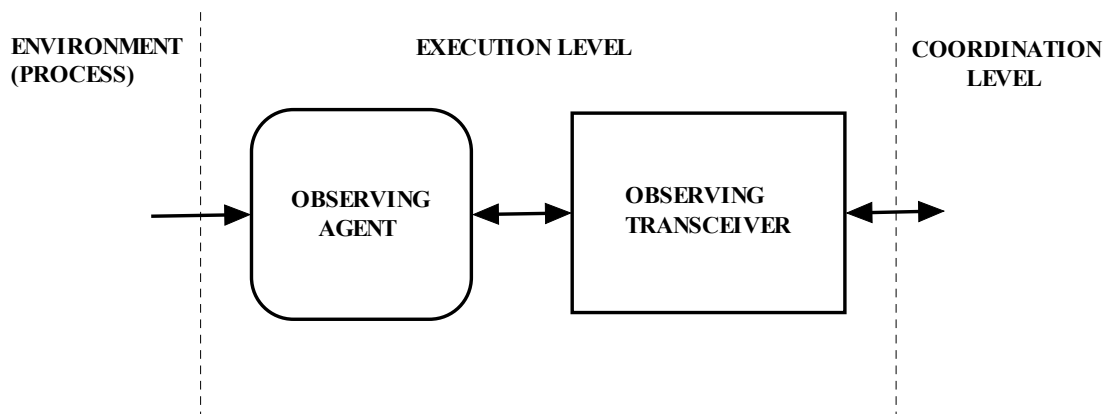 ENVIRONMENT
(PROCESS)
EXECUTION LEVEL
COORDINATION
LEVEL
OBSERVING
AGENT
OBSERVING
TRANSCEIVER